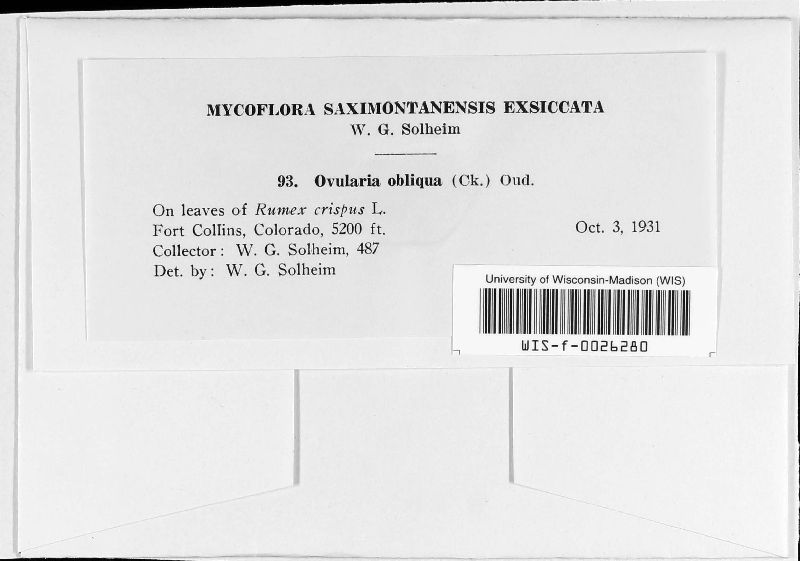 MYCOFLORA SAXIMONTANENSIS EXSICCATA
W. G. Solheim
93. Ovularia obliqua (Ck.) Oud.
On leaves of Rumex crispus L.
Fort Collins, Colorado, 5200 ft. Oct. 3, 1931
Collector: W. G. Solheim, 487
Det. by: W. G. Solheim
University of Wisconsin-Madison (WIS)
WIS-f-0026280